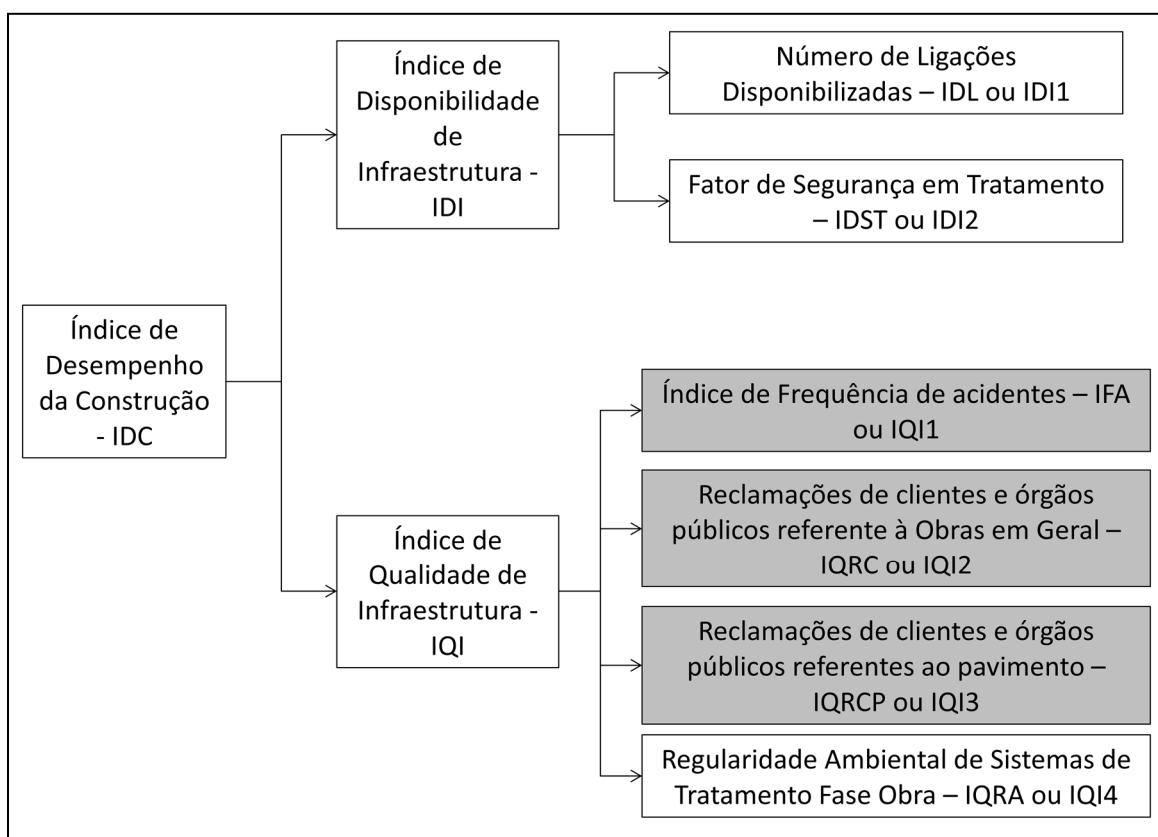 Índice de
Desempenho
da Construção
- IDC
Índice de
Disponibilidade
de
Infraestrutura -
IDI
Número de Ligações
Disponibilizadas – IDL ou IDI1
Fator de Segurança em Tratamento
– IDST ou IDI2
Índice de
Qualidade de
Infraestrutura -
IQI
Índice de Frequência de acidentes – IFA
ou IQI1
Reclamações de clientes e órgãos
públicos referente à Obras em Geral –
IQRC ou IQI2
Reclamações de clientes e órgãos
públicos referentes ao pavimento –
IQRCP ou IQI3
Regularidade Ambiental de Sistemas de
Tratamento Fase Obra – IQRA ou IQI4